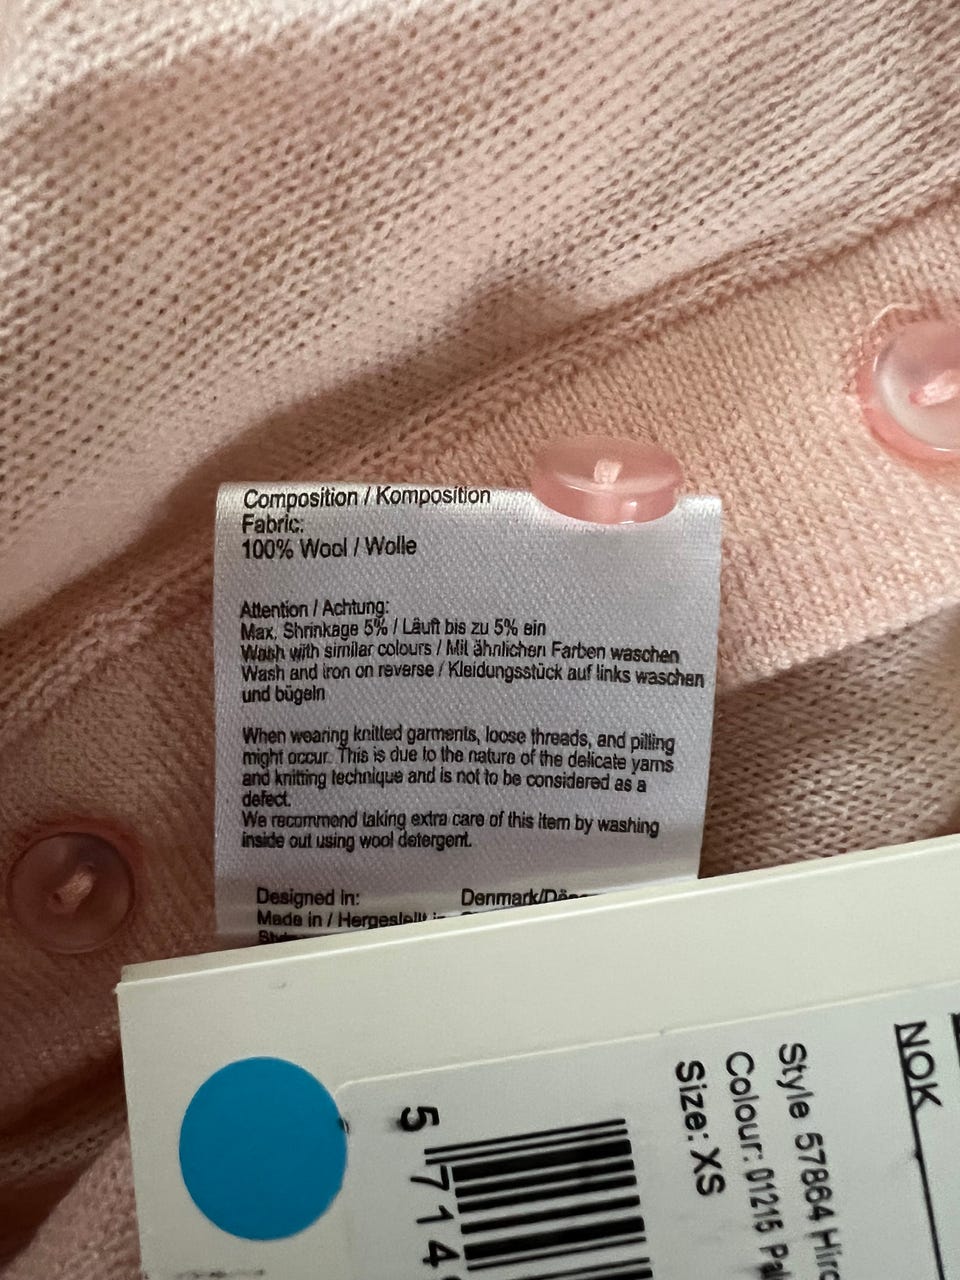 Composition / Komposition
Fabric:
100% Wool / Wolle
Attention / Achtung:
Max. Shrinkage 5% / Läuft bis zu 5% ein
Wash with similar colours / Mit ähnlichen Farben waschen
Wash and iron on reverse / Kleidungsstück auf links waschen
und bügeln
When wearing knitted garments, loose threads, and pilling
might occur. This is due to the nature of the delicate yarns
and knitting technique and is not to be considered as a
defect.
We recommend taking extra care of this item by washing
inside out using wool detergent.
Designed in: Denmark/
Made in / Hergestellt
NOK
Style 57864
Colour: 01215
Size: XS
5 714